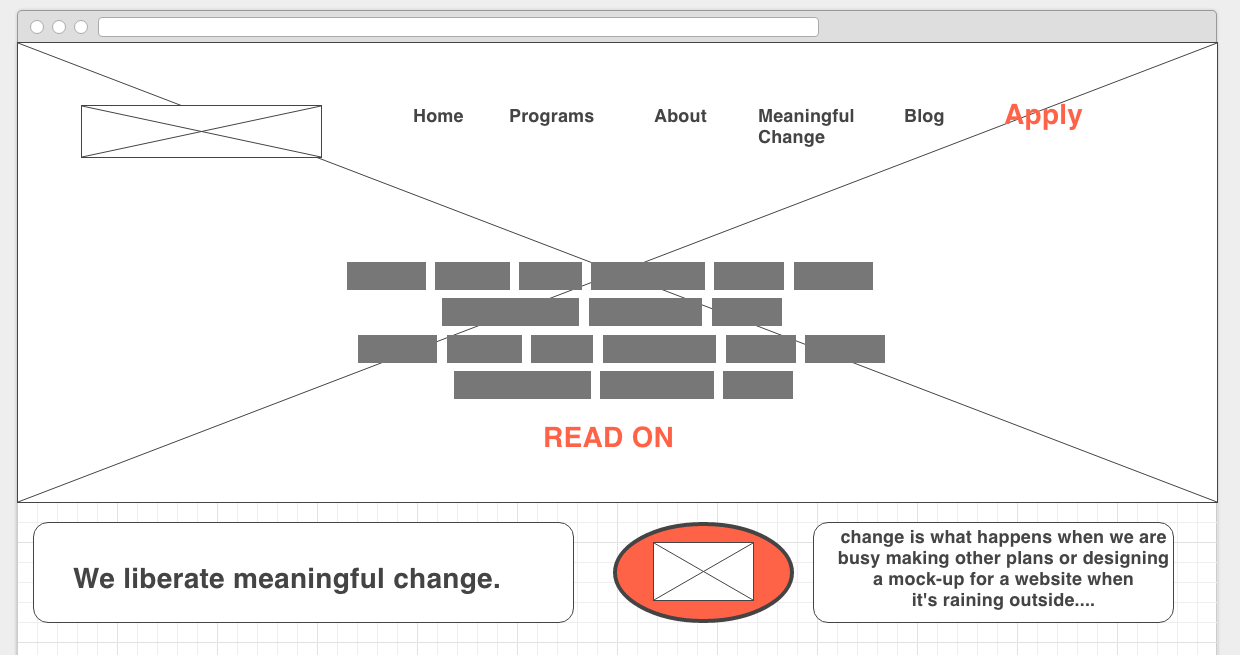 Home Programs About Meaningful Blog Apply
Change
READ ON
We liberate meaningful change.
change is what happens when we are
busy making other plans or designing
a mock-up for a website when
it's raining outside....